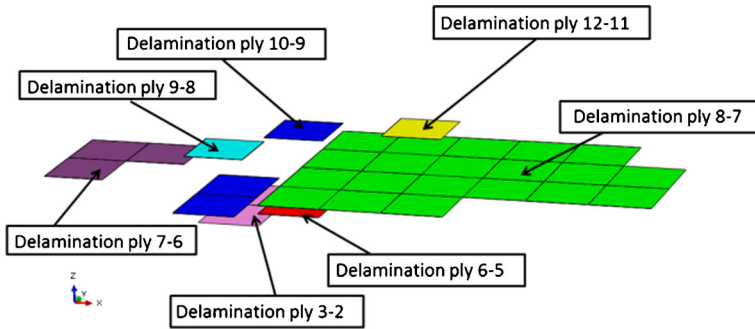 Delamination ply 12-11
Delamination ply 10-9
Delamination ply 9-8
Delamination ply 8-7
Delamination ply 7-6
Delamination ply 6-5
Delamination ply 3-2
Z
Y
X